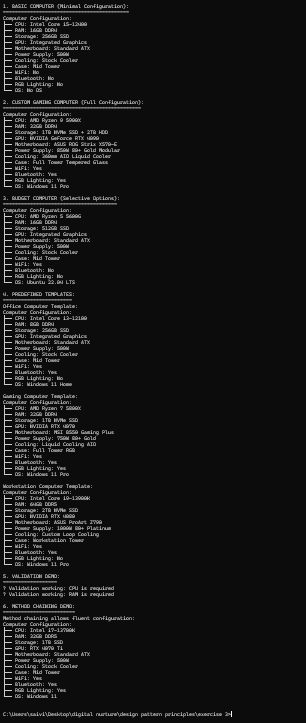 1. BASIC COMPUTER (Minimal Configuration):
==========================================
Computer Configuration:
├── CPU: Intel Core i5-12400
├── RAM: 16GB DDR4
├── Storage: 256GB SSD
├── GPU: Integrated Graphics
├── Motherboard: Standard ATX
├── Power Supply: 500W
├── Cooling: Stock Cooler
├── Case: Mid Tower
├── WiFi: No
├── Bluetooth: No
├── RGB Lighting: No
└── OS: No OS
2. CUSTOM GAMING COMPUTER (Full Configuration):
==============================================
Computer Configuration:
├── CPU: AMD Ryzen 9 5900X
├── RAM: 32GB DDR4
├── Storage: 1TB NVMe SSD + 2TB HDD
├── GPU: NVIDIA GeForce RTX 4090
├── Motherboard: ASUS ROG Strix X570-E
├── Power Supply: 850W 80+ Gold Modular
├── Cooling: 360mm AIO Liquid Cooler
├── Case: Full Tower Tempered Glass
├── WiFi: Yes
├── Bluetooth: Yes
├── RGB Lighting: Yes
└── OS: Windows 11 Pro
3. BUDGET COMPUTER (Selective Options):
======================================
Computer Configuration:
├── CPU: AMD Ryzen 5 5600G
├── RAM: 16GB DDR4
├── Storage: 512GB SSD
├── GPU: Integrated Graphics
├── Motherboard: Standard ATX
├── Power Supply: 500W
├── Cooling: Stock Cooler
├── Case: Mid Tower
├── WiFi: Yes
├── Bluetooth: No
├── RGB Lighting: No
└── OS: Ubuntu 22.04 LTS
4. PREDEFINED TEMPLATES:
=======================
Office Computer Template:
Computer Configuration:
├── CPU: Intel Core i3-12100
├── RAM: 8GB DDR4
├── Storage: 256GB SSD
├── GPU: Integrated Graphics
├── Motherboard: Standard ATX
├── Power Supply: 500W
├── Cooling: Stock Cooler
├── Case: Mid Tower
├── WiFi: Yes
├── Bluetooth: Yes
├── RGB Lighting: No
└── OS: Windows 11 Home
Gaming Computer Template:
Computer Configuration:
├── CPU: AMD Ryzen 7 5800X
├── RAM: 32GB DDR4
├── Storage: 1TB NVMe SSD
├── GPU: NVIDIA RTX 4070
├── Motherboard: MSI B550 Gaming Plus
├── Power Supply: 750W 80+ Gold
├── Cooling: Liquid Cooling AIO
├── Case: Full Tower RGB
├── WiFi: Yes
├── Bluetooth: Yes
├── RGB Lighting: Yes
└── OS: Windows 11 Pro
Workstation Computer Template:
Computer Configuration:
├── CPU: Intel Core i9-13900K
├── RAM: 64GB DDR5
├── Storage: 2TB NVMe SSD
├── GPU: NVIDIA RTX 4080
├── Motherboard: ASUS ProArt Z790
├── Power Supply: 1000W 80+ Platinum
├── Cooling: Custom Loop Cooling
├── Case: Workstation Tower
├── WiFi: Yes
├── Bluetooth: Yes
├── RGB Lighting: No
└── OS: Windows 11 Pro
5. VALIDATION DEMO:
==================
? Validation working: CPU is required
? Validation working: RAM is required
6. METHOD CHAINING DEMO:
========================
Method chaining allows fluent configuration:
Computer Configuration:
├── CPU: Intel Core i7-13700K
├── RAM: 32GB DDR5
├── Storage: 1TB SSD
├── GPU: RTX 4070 Ti
├── Motherboard: Standard ATX
├── Power Supply: 500W
├── Cooling: Stock Cooler
├── Case: Mid Tower
├── WiFi: Yes
├── Bluetooth: Yes
├── RGB Lighting: Yes
└── OS: Windows 11
C:\Users\saivi\Desktop\digital nurture\design pattern principles\exercise 3>